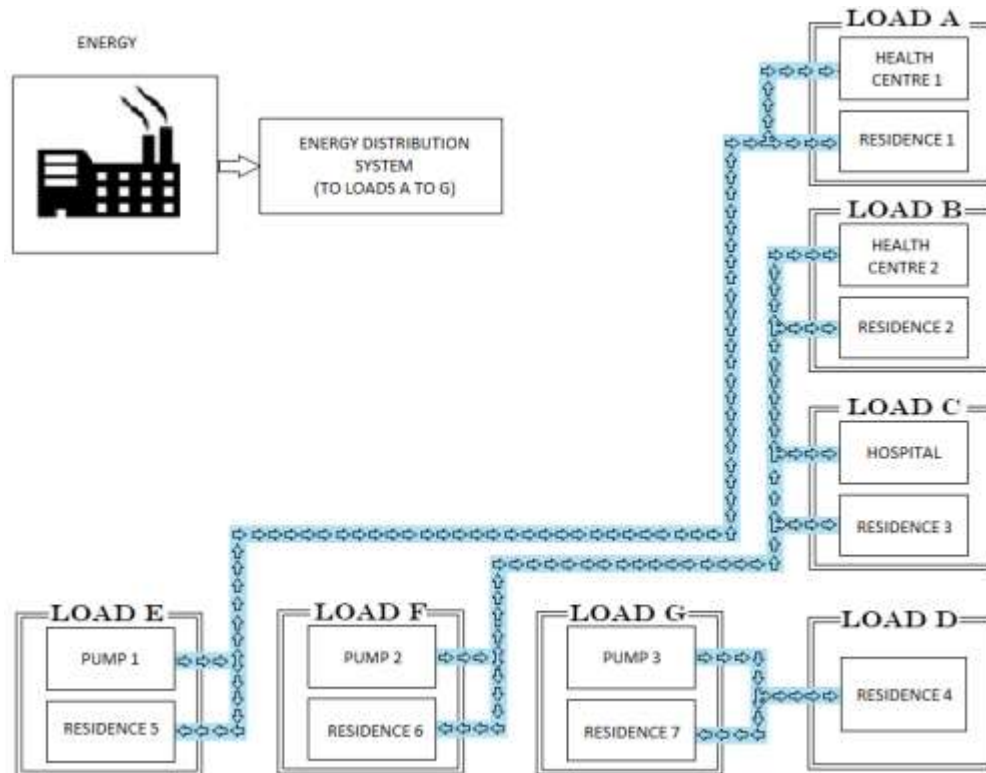 LOAD A
ENERGY
HEALTH
CENTRE 1
ENERGY DISTRIBUTION
SYSTEM
(TO LOADS A TO G)
RESIDENCE 1
LOAD B
HEALTH
CENTRE 2
RESIDENCE 2
LOAD C
HOSPITAL
RESIDENCE 3
LOAD E
PUMP 1
RESIDENCE 5
LOAD F
PUMP 2
RESIDENCE 6
LOAD G
PUMP 3
RESIDENCE 7
LOAD D
RESIDENCE 4